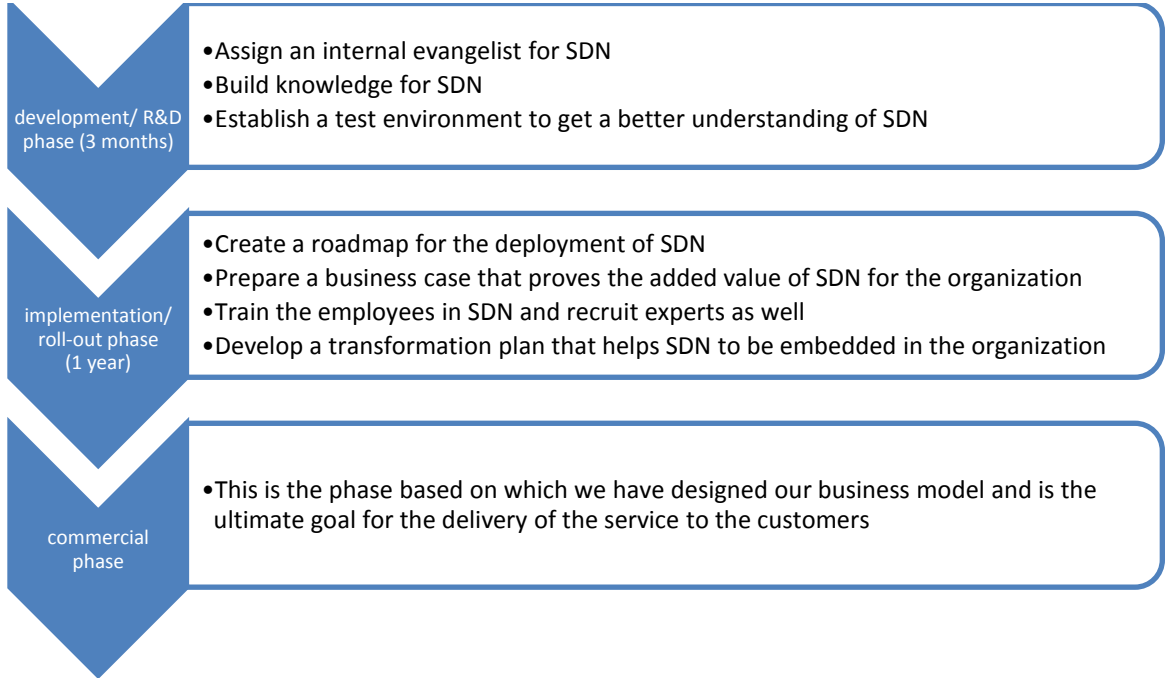 development/ R&D
phase (3 months)
•Assign an internal evangelist for SDN
•Build knowledge for SDN
•Establish a test environment to get a better understanding of SDN
implementation/
roll-out phase
(1 year)
•Create a roadmap for the deployment of SDN
•Prepare a business case that proves the added value of SDN for the organization
•Train the employees in SDN and recruit experts as well
•Develop a transformation plan that helps SDN to be embedded in the organization
commercial
phase
•This is the phase based on which we have designed our business model and is the
ultimate goal for the delivery of the service to the customers